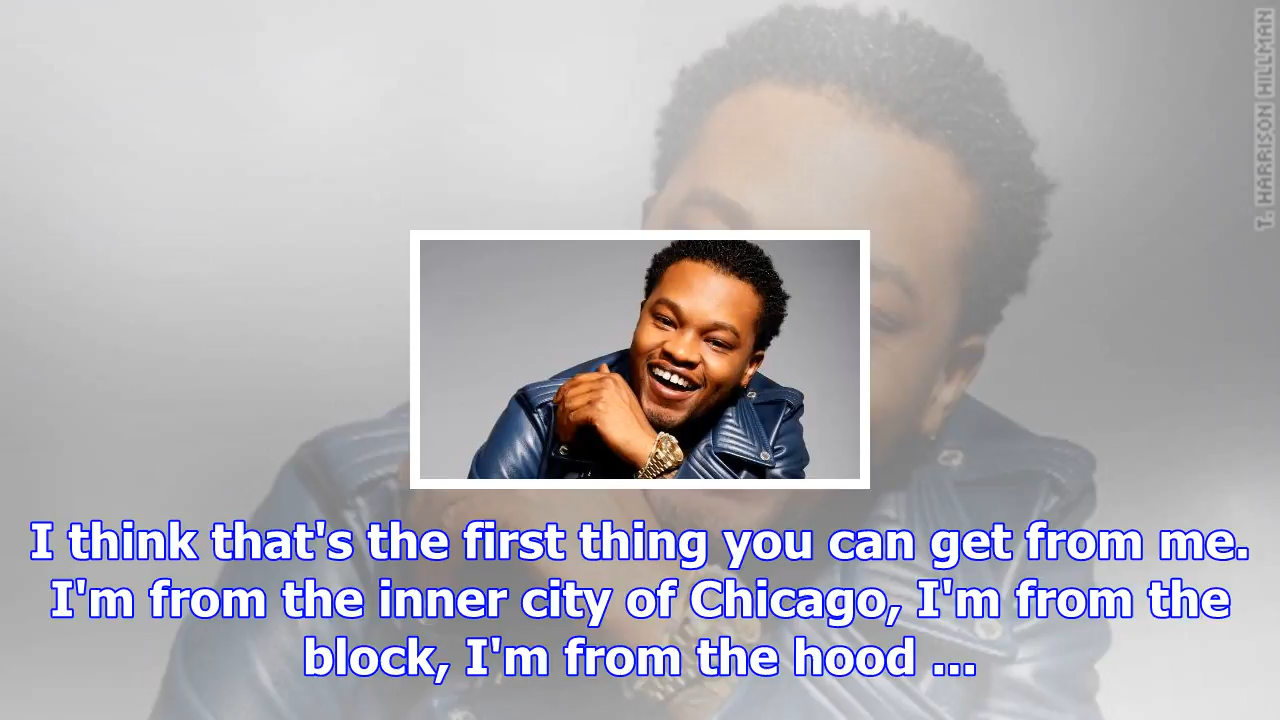 T. HARRISON HILLMAN
I think that's the first thing you can get from me.
I'm from the inner city of Chicago, I'm from the
block, I'm from the hood ...